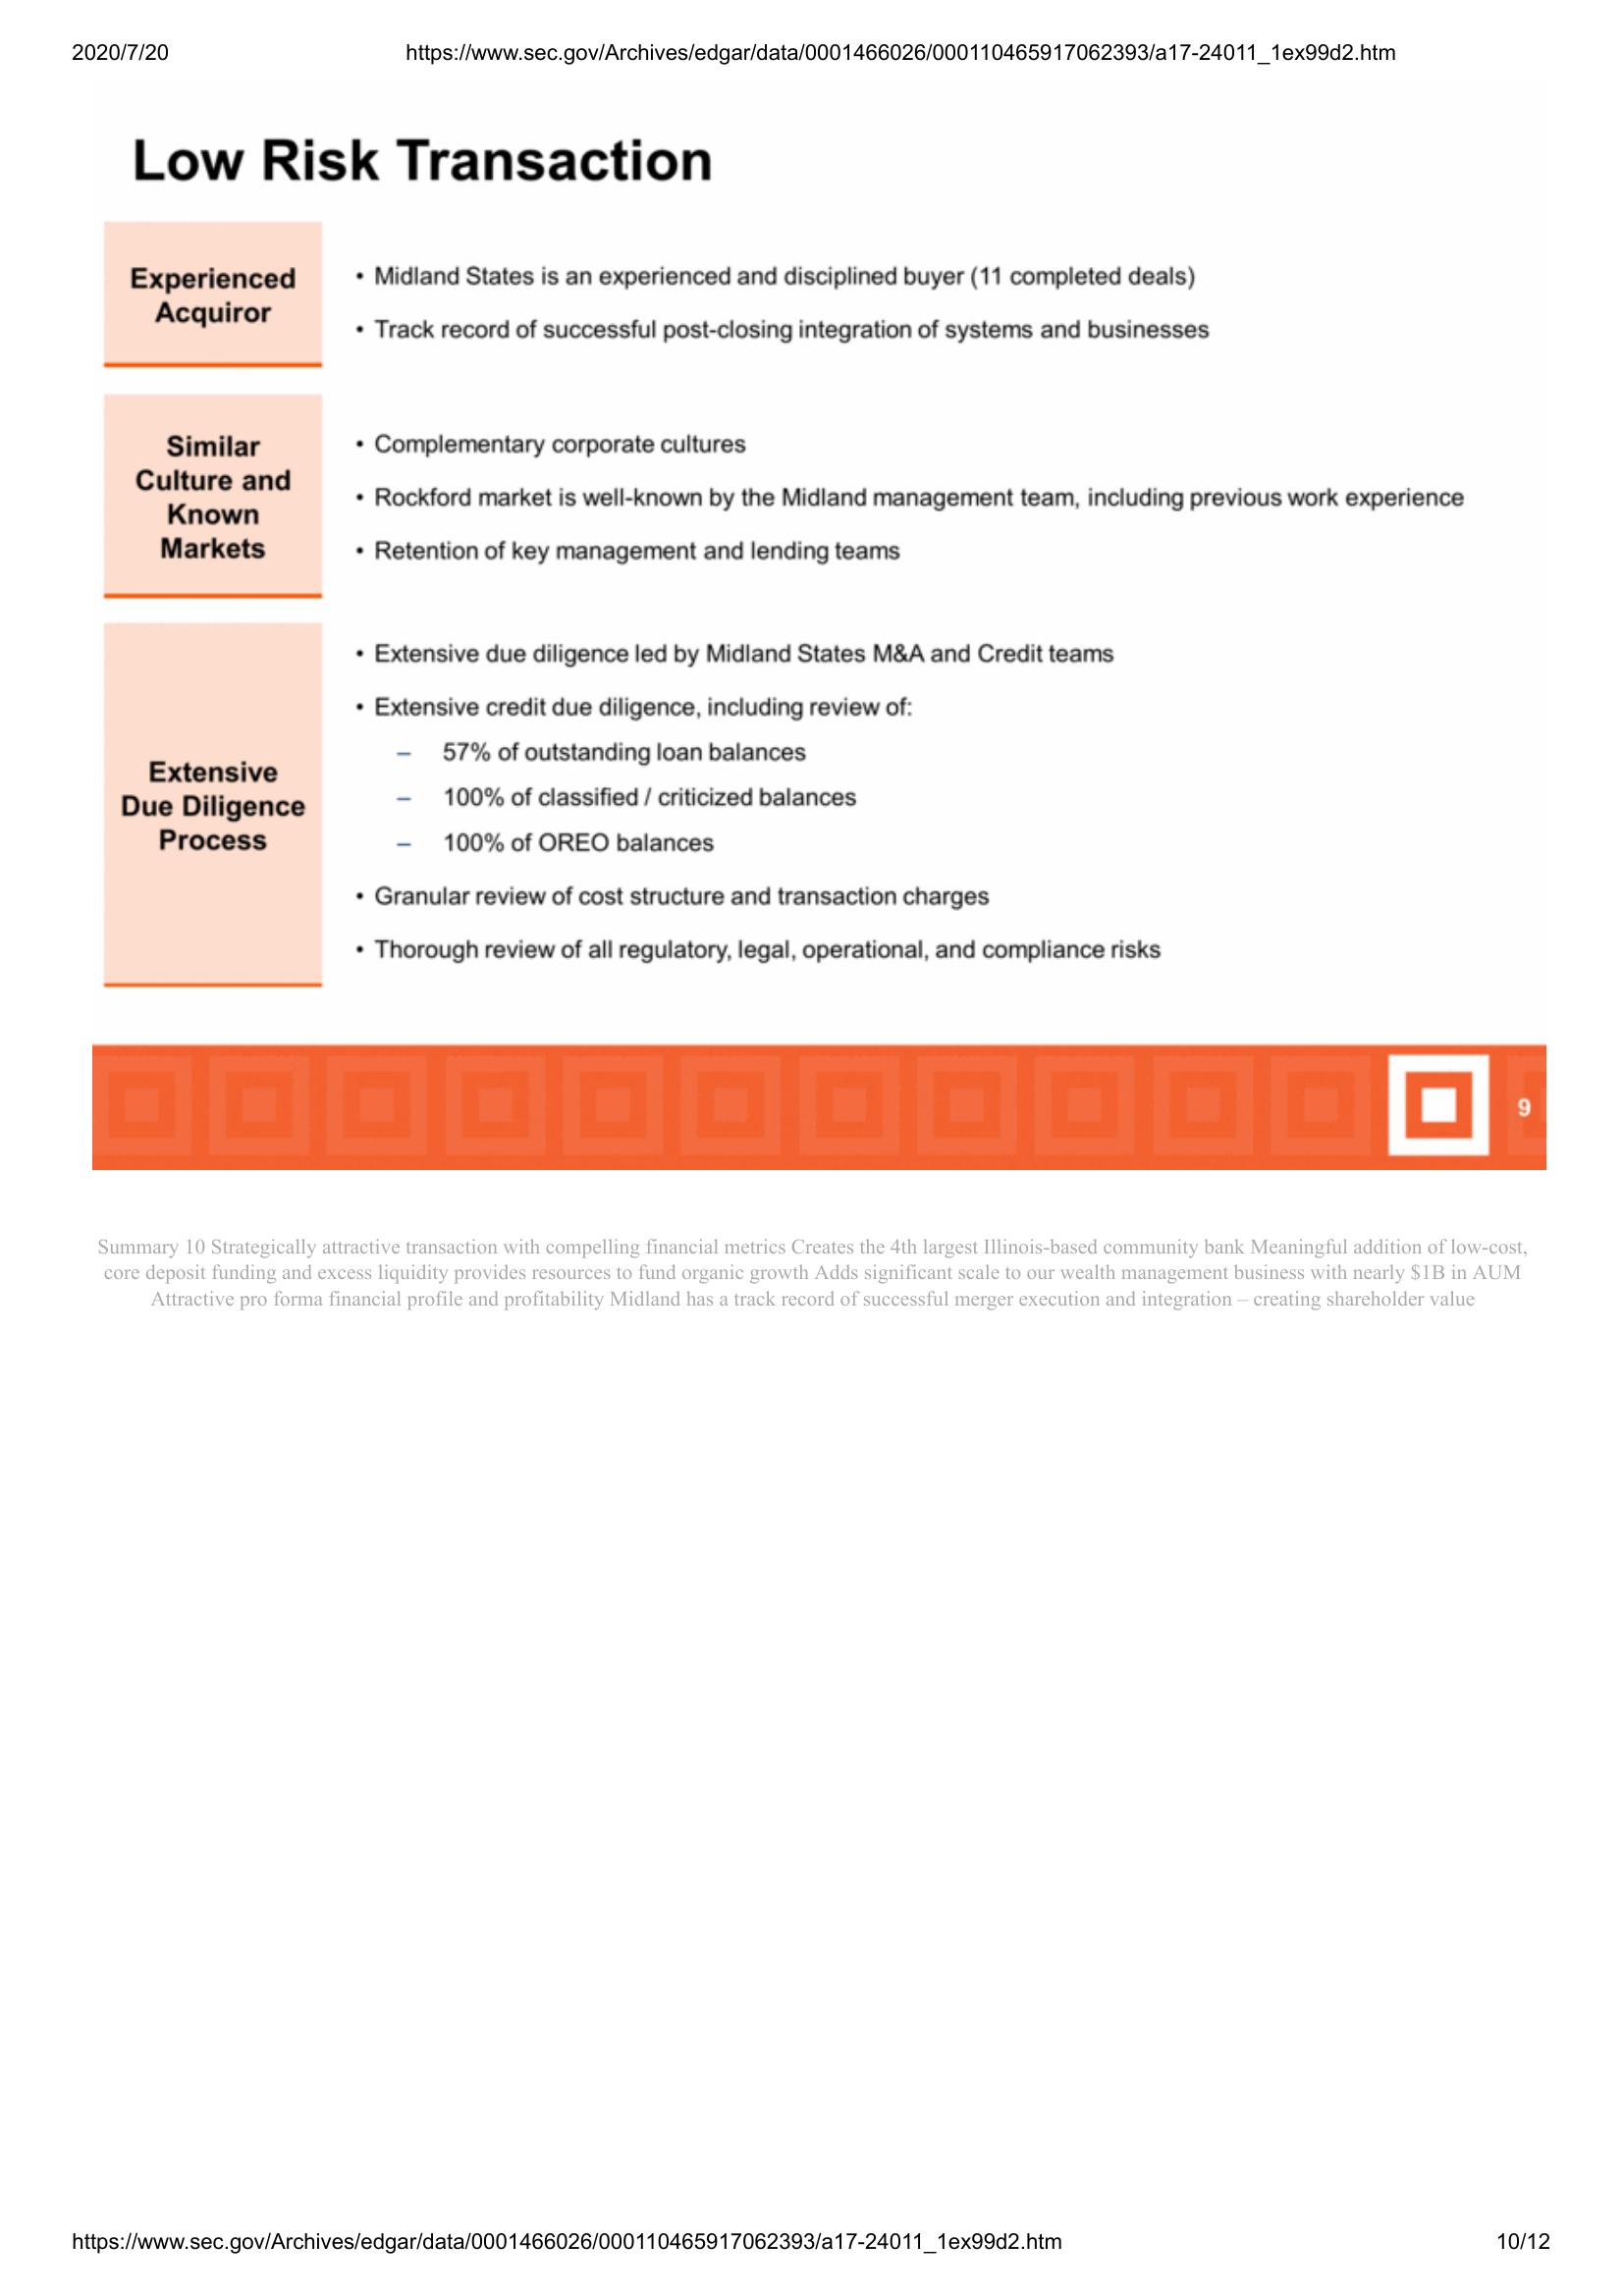 2020/7/20 https://www.sec.gov/Archives/edgar/data/0001466026/000110465917062393/a17-24011_1ex99d2.htm
Low Risk Transaction
Experienced
Acquiror
• Midland States is an experienced and disciplined buyer (11 completed deals)
• Track record of successful post-closing integration of systems and businesses
Similar
Culture and
Known
Markets
• Complementary corporate cultures
• Rockford market is well-known by the Midland management team, including previous work experience
• Retention of key management and lending teams
Extensive
Due Diligence
Process
• Extensive due diligence led by Midland States M&A and Credit teams
• Extensive credit due diligence, including review of:
– 57% of outstanding loan balances
– 100% of classified / criticized balances
– 100% of OREO balances
• Granular review of cost structure and transaction charges
• Thorough review of all regulatory, legal, operational, and compliance risks
9
Summary 10 Strategically attractive transaction with compelling financial metrics Creates the 4th largest Illinois-based community bank Meaningful addition of low-cost,
core deposit funding and excess liquidity provides resources to fund organic growth Adds significant scale to our wealth management business with nearly $1B in AUM
Attractive pro forma financial profile and profitability Midland has a track record of successful merger execution and integration – creating shareholder value
https://www.sec.gov/Archives/edgar/data/0001466026/000110465917062393/a17-24011_1ex99d2.htm 10/12